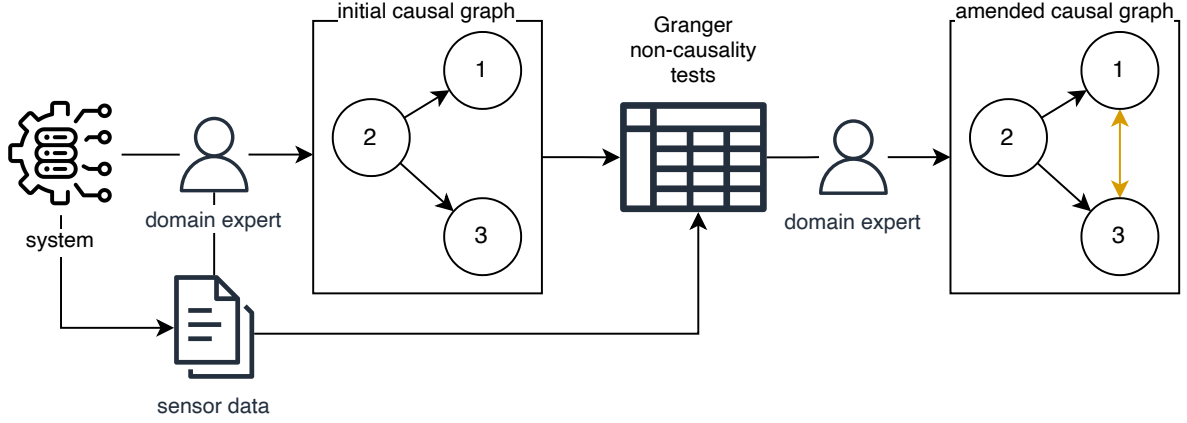 initial causal graph
1
2
3
Granger
non-causality
tests
amended causal graph
1
2
3
system
domain expert
domain expert
sensor data